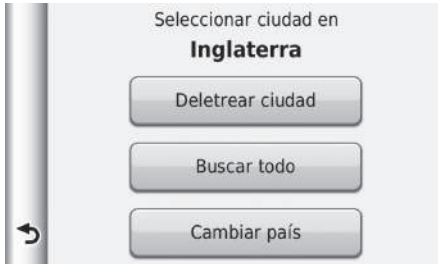 Seleccionar ciudad en
Inglaterra
Deletrear ciudad
Buscar todo
Cambiar país